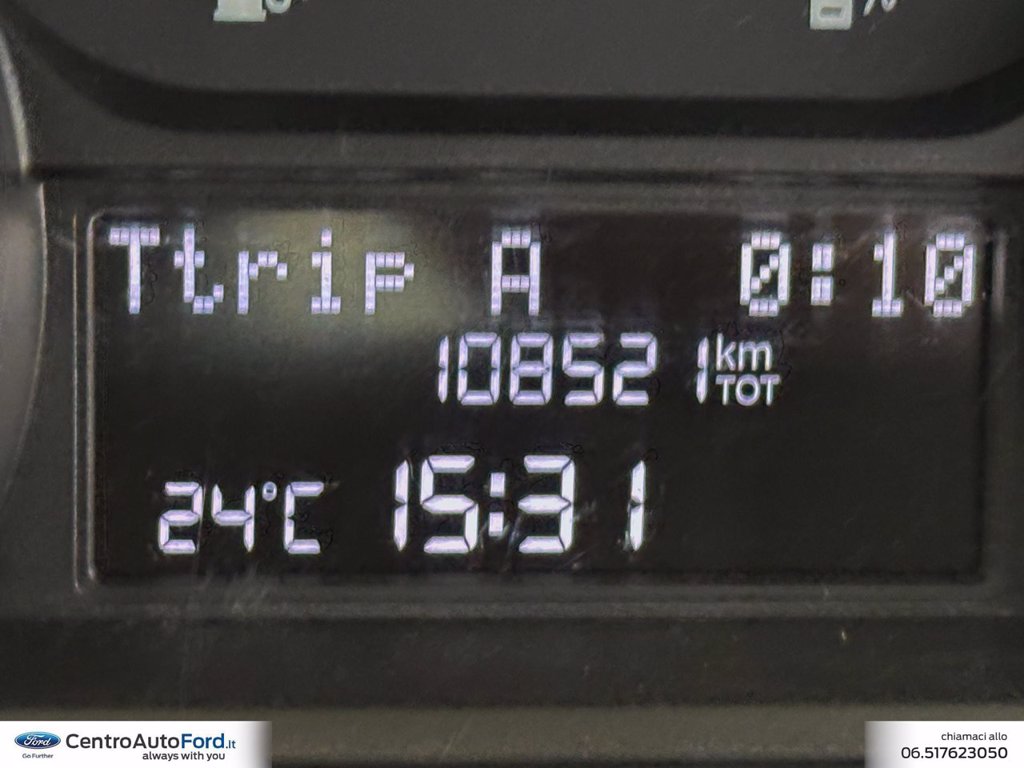 Ttrip A 0:10
108521 km
TOT
24°C 15:31
Ford
Go Further
CentroAutoFord.it
always with you
chiamaci allo
06.517623050